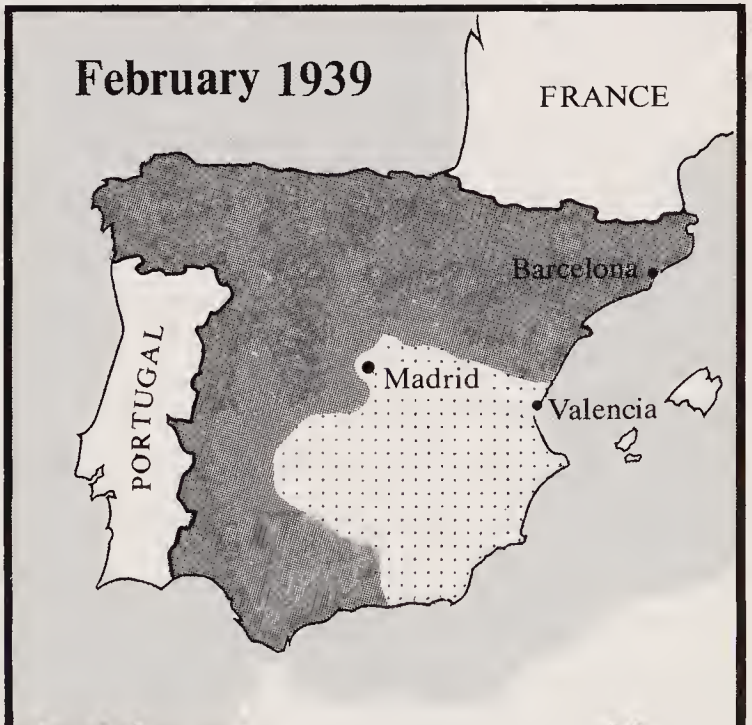 February 1939
FRANCE
Barcelona
Madrid
Valencia
PORTUGAL